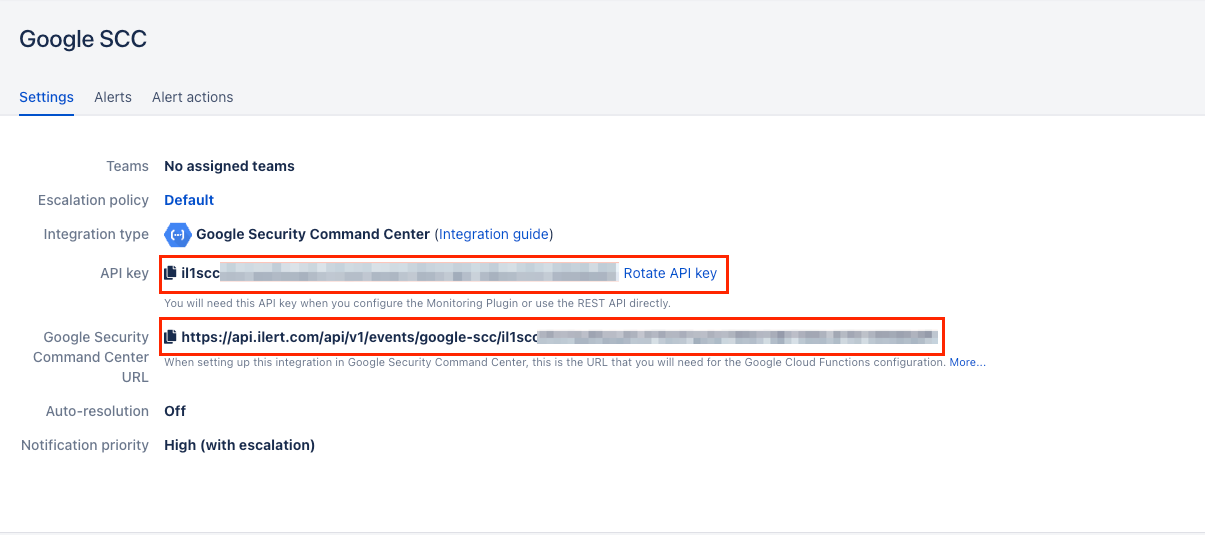 Google SCC
Settings Alerts Alert actions
Teams No assigned teams
Escalation policy Default
Integration type Google Security Command Center (Integration guide)
API key il1scc Rotate API key
You will need this API key when you configure the Monitoring Plugin or use the REST API directly.
Google Security Command Center URL https://api.ilert.com/api/v1/events/google-scc/il1scc
When setting up this integration in Google Security Command Center, this is the URL that you will need for the Google Cloud Functions configuration. More...
Auto-resolution Off
Notification priority High (with escalation)